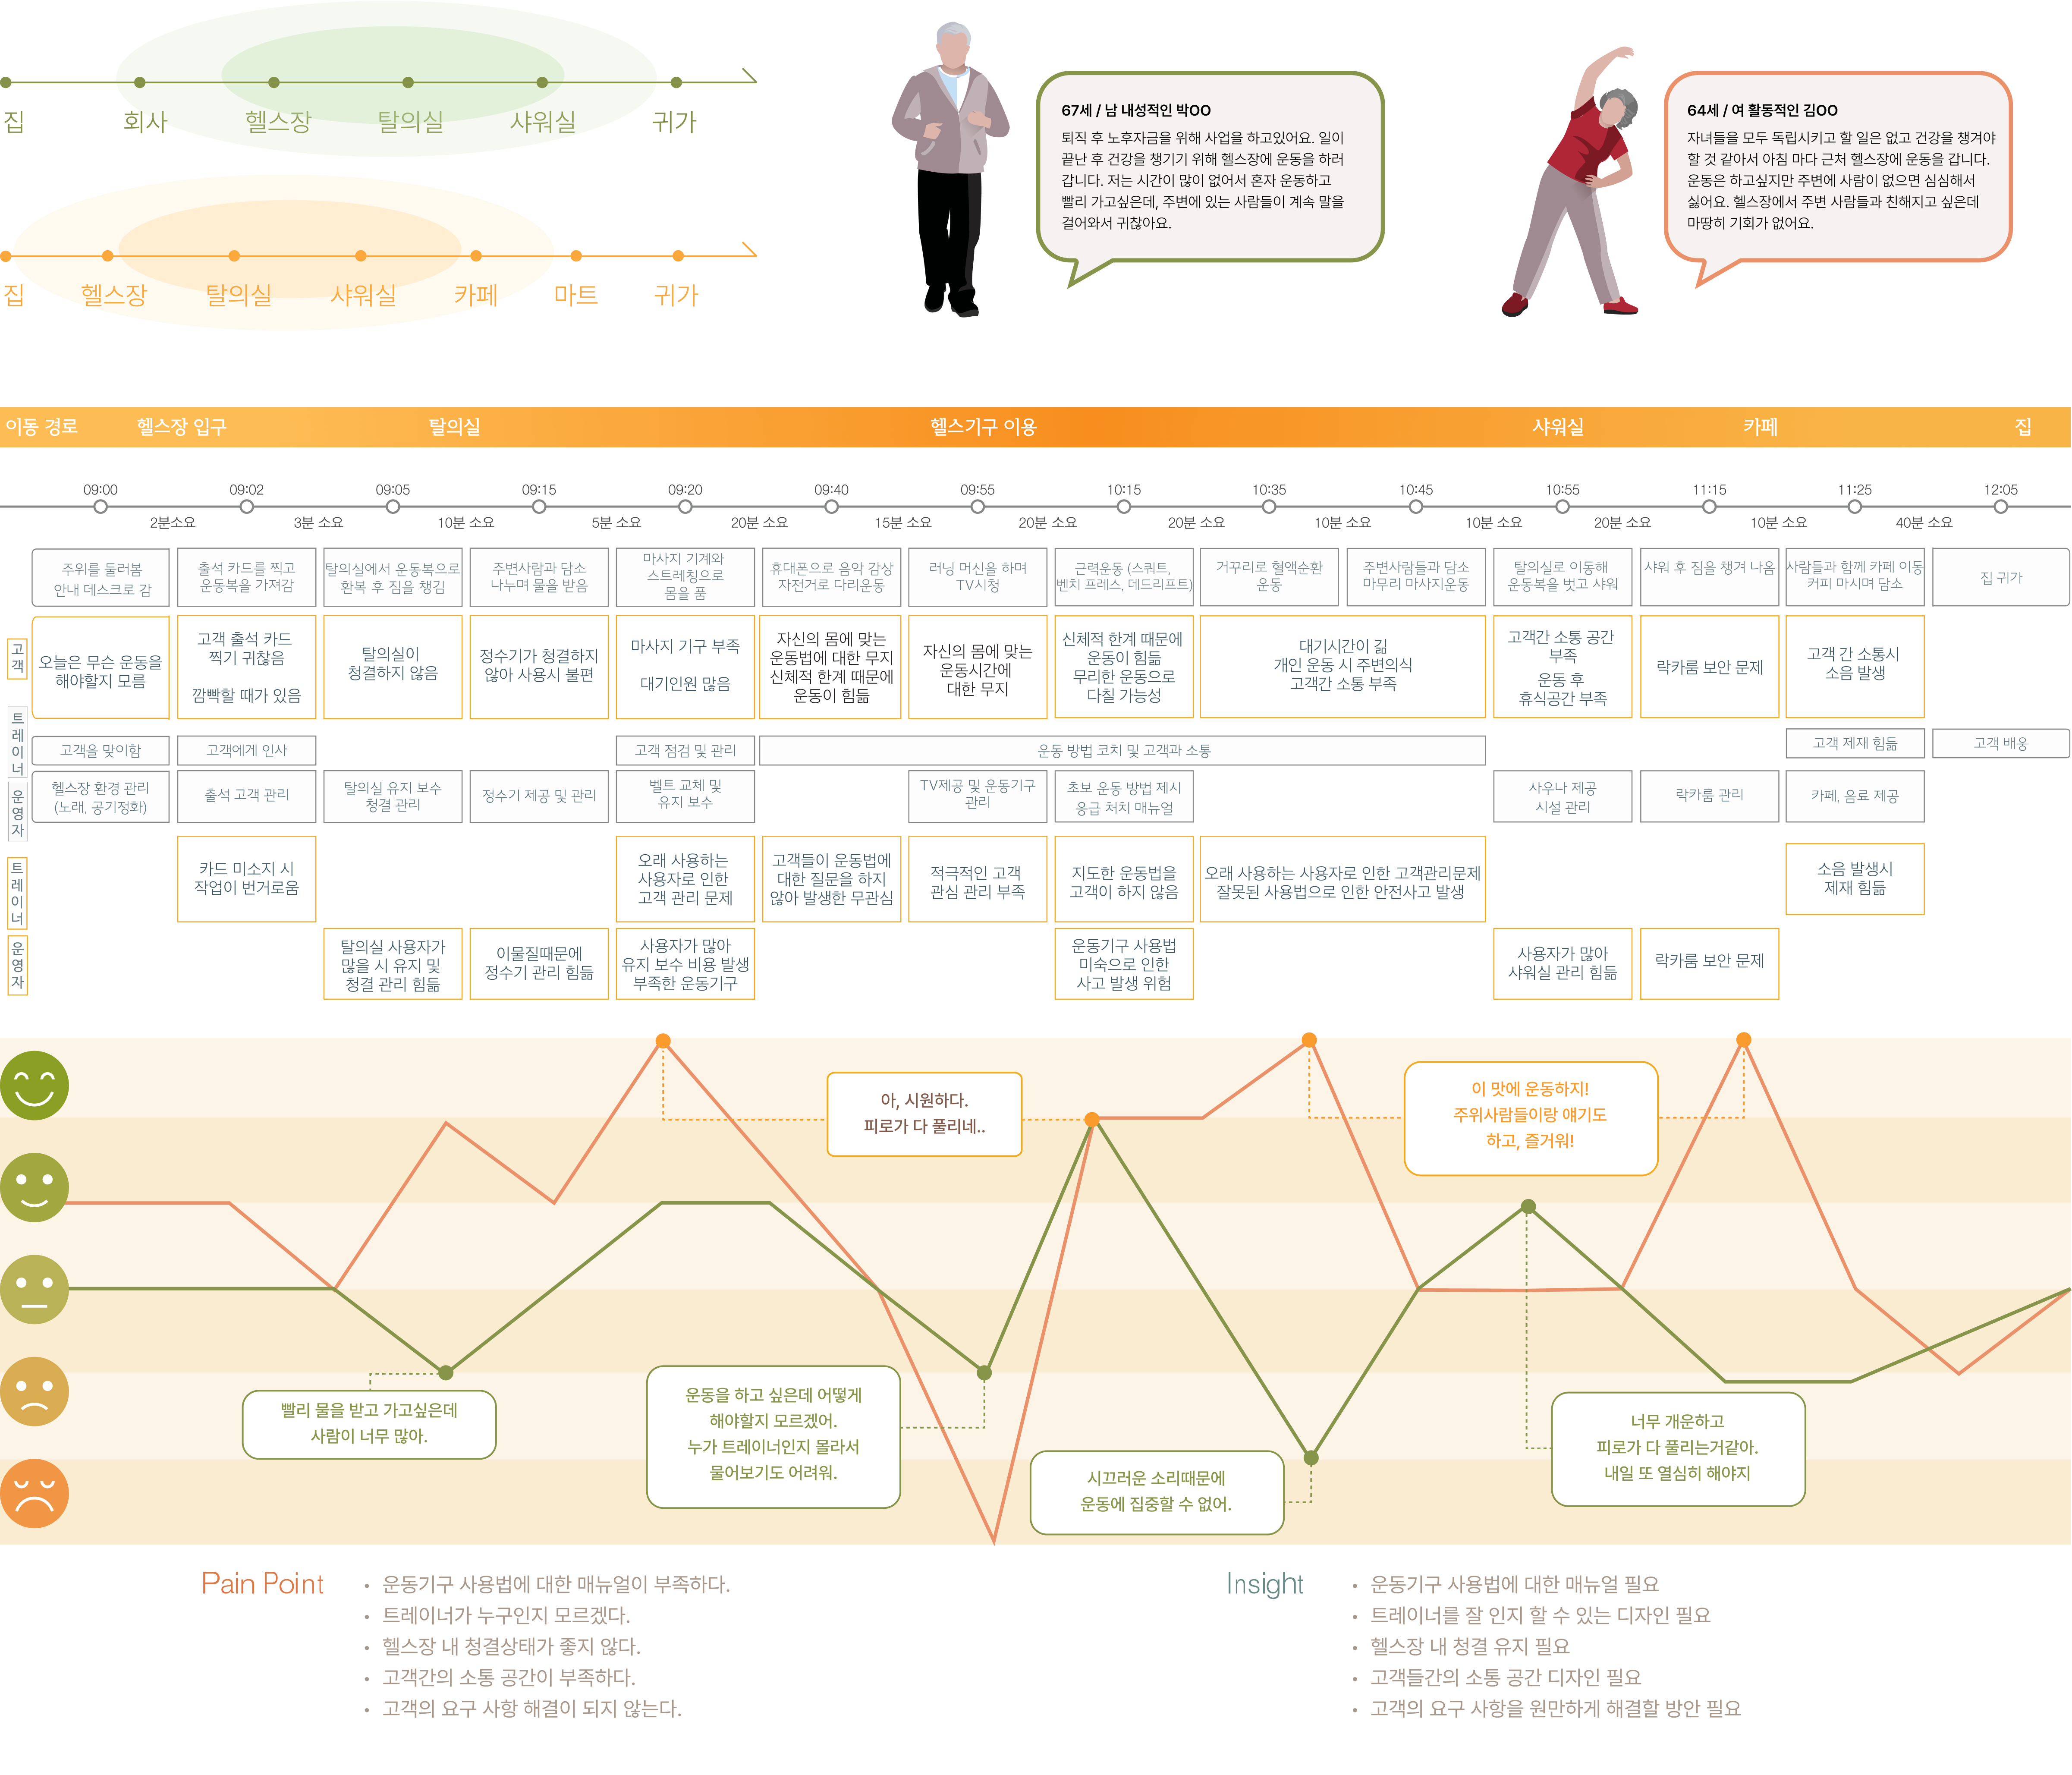 집
회사
헬스장
탈의실
샤워실
귀가
집
헬스장
탈의실
샤워실
카페
마트
귀가
67세 / 남 내성적인 박OO
퇴직 후 노후자금을 위해 사업을 하고있어요. 일이
끝난 후 건강을 챙기기 위해 헬스장에 운동을 하러
갑니다. 저는 시간이 많이 없어서 혼자 운동하고
빨리 가고싶은데, 주변에 있는 사람들이 계속 말을
걸어와서 귀찮아요.
64세 / 여 활동적인 김OO
자녀들을 모두 독립시키고 할 일은 없고 건강을 챙겨야
할 것 같아서 아침 마다 근처 헬스장에 운동을 갑니다.
운동은 하고싶지만 주변에 사람이 없으면 심심해서
싫어요. 헬스장에서 주변 사람들과 친해지고 싶은데
마땅히 기회가 없어요.
이동 경로
헬스장 입구
탈의실
헬스기구 이용
샤워실
카페
집
09:00
09:02
09:05
09:15
09:20
09:40
09:55
10:15
10:35
10:45
10:55
11:15
11:25
12:05
2분소요
3분 소요
10분 소요
5분 소요
20분 소요
15분 소요
20분 소요
20분 소요
10분 소요
10분 소요
20분 소요
10분 소요
40분 소요
주위를 둘러봄
안내 데스크로 감
출석 카드를 찍고
운동복을 가져감
탈의실에서 운동복으로
환복 후 짐을 챙김
주변사람과 담소
나누며 물을 받음
마사지 기계와
스트레칭으로
몸을 품
휴대폰으로 음악 감상
자전거로 다리운동
러닝 머신을 하며
TV시청
근력운동 (스쿼트,
벤치 프레스, 데드리프트)
거꾸리로 혈액순환
운동
주변사람들과 담소
마무리 마사지운동
탈의실로 이동해
운동복을 벗고 샤워
샤워 후 짐을 챙겨 나옴
사람들과 함께 카페 이동
커피 마시며 담소
집 귀가
고객
오늘은 무슨 운동을
해야할지 모름
고객 출석 카드
찍기 귀찮음
깜빡할 때가 있음
탈의실이
청결하지 않음
정수기가 청결하지
않아 사용시 불편
마사지 기구 부족
대기인원 많음
자신의 몸에 맞는
운동법에 대한 무지
신체적 한계 때문에
운동이 힘듦
자신의 몸에 맞는
운동시간에
대한 무지
신체적 한계 때문에
운동이 힘듦
무리한 운동으로
다칠 가능성
대기시간이 긺
개인 운동 시 주변의식
고객간 소통 부족
고객간 소통 공간
부족
운동 후
휴식공간 부족
락카룸 보안 문제
고객 간 소통시
소음 발생
트레이너
고객을 맞이함
고객에게 인사
고객 점검 및 관리
운동 방법 코치 및 고객과 소통
고객 제재 힘듦
고객 배웅
운영자
헬스장 환경 관리
(노래, 공기정화)
출석 고객 관리
탈의실 유지 보수
청결 관리
정수기 제공 및 관리
벨트 교체 및
유지 보수
TV제공 및 운동기구
관리
초보 운동 방법 제시
응급 처치 매뉴얼
사우나 제공
시설 관리
락카룸 관리
카페, 음료 제공
트레이너
카드 미소지 시
작업이 번거로움
오래 사용하는
사용자로 인한
고객 관리 문제
고객들이 운동법에
대한 질문을 하지
않아 발생한 무관심
적극적인 고객
관심 관리 부족
지도한 운동법을
고객이 하지 않음
오래 사용하는 사용자로 인한 고객관리문제
잘못된 사용법으로 인한 안전사고 발생
소음 발생시
제재 힘듦
운영자
탈의실 사용자가
많을 시 유지 및
청결 관리 힘듦
이물질때문에
정수기 관리 힘듦
사용자가 많아
유지 보수 비용 발생
부족한 운동기구
운동기구 사용법
미숙으로 인한
사고 발생 위험
사용자가 많아
샤워실 관리 힘듦
락카룸 보안 문제
아, 시원하다.
피로가 다 풀리네..
이 맛에 운동하지!
주위사람들이랑 얘기도
하고, 즐거워!
빨리 물을 받고 가고싶은데
사람이 너무 많아.
운동을 하고 싶은데 어떻게
해야할지 모르겠어.
누가 트레이너인지 몰라서
물어보기도 어려워.
시끄러운 소리때문에
운동에 집중할 수 없어.
너무 개운하고
피로가 다 풀리는거같아.
내일 또 열심히 해야지
Pain Point
• 운동기구 사용법에 대한 매뉴얼이 부족하다.
• 트레이너가 누구인지 모르겠다.
• 헬스장 내 청결상태가 좋지 않다.
• 고객간의 소통 공간이 부족하다.
• 고객의 요구 사항 해결이 되지 않는다.
Insight
• 운동기구 사용법에 대한 매뉴얼 필요
• 트레이너를 잘 인지 할 수 있는 디자인 필요
• 헬스장 내 청결 유지 필요
• 고객들간의 소통 공간 디자인 필요
• 고객의 요구 사항을 원만하게 해결할 방안 필요